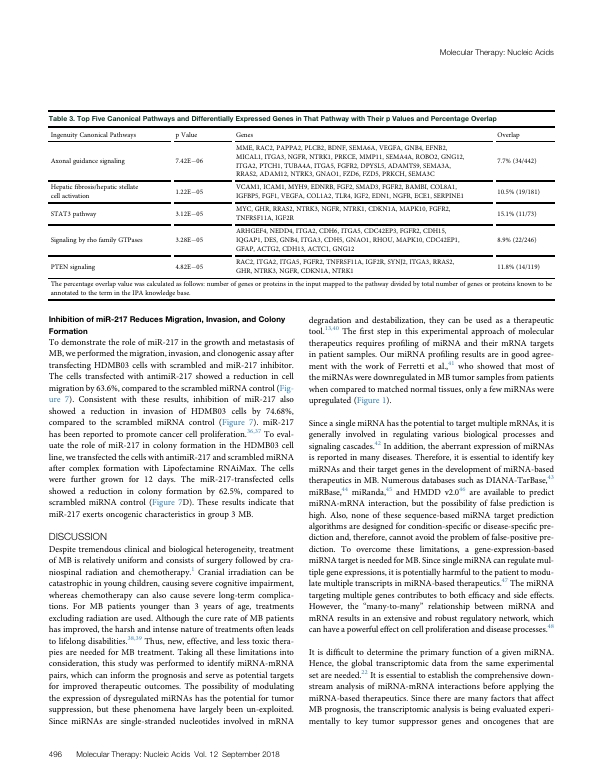 Molecular Therapy: Nucleic Acids
Table 3. Top Five Canonical Pathways and Differentially Expressed Genes in That Pathway with Their p Values and Percentage Overlap
Ingenuity Canonical Pathways p Value Genes Overlap
Axonal guidance signaling 7.42E−06 MME, RAC2, PAPPA2, PLCB2, BDNF, SEMA6A, VEGFA, GNB4, EFNB2,
MICAL1, ITGA3, NGFR, NTRK1, PRKCE, MMP11, SEMA4A, ROBO2, GNG12,
ITGA2, PTCH1, TUBA4A, ITGA5, FGFR2, DPYSL5, ADAMTS9, SEMA3A,
RRAS2, ADAM12, NTRK3, GNAO1, FZD6, FZD5, PRKCH, SEMA3C 7.7% (34/442)
Hepatic fibrosis/hepatic stellate
cell activation 1.22E−05 VCAM1, ICAM1, MYH9, EDNRB, FGF2, SMAD3, FGFR2, BAMBI, COL8A1,
IGFBP5, FGF1, VEGFA, COL1A2, TLR4, IGF2, EDN1, NGFR, ECE1, SERPINE1 10.5% (19/181)
STAT3 pathway 3.12E−05 MYC, GHR, RRAS2, NTRK3, NGFR, NTRK1, CDKN1A, MAPK10, FGFR2,
TNFRSF11A, IGF2R 15.1% (11/73)
Signaling by rho family GTPases 3.28E−05 ARHGEF4, NEDD4, ITGA2, CDH6, ITGA5, CDC42EP3, FGFR2, CDH15,
IQGAP1, DES, GNB4, ITGA3, CDH5, GNAO1, RHOU, MAPK10, CDC42EP1,
GFAP, ACTG2, CDH13, ACTC1, GNG12 8.9% (22/246)
PTEN signaling 4.82E−05 RAC2, ITGA2, ITGA5, FGFR2, TNFRSF11A, IGF2R, SYNJ2, ITGA3, RRAS2,
GHR, NTRK3, NGFR, CDKN1A, NTRK1 11.8% (14/119)
The percentage overlap value was calculated as follows: number of genes or proteins in the input mapped to the pathway divided by total number of genes or proteins known to be
annotated to the term in the IPA knowledge base.
Inhibition of miR-217 Reduces Migration, Invasion, and Colony
Formation
To demonstrate the role of miR-217 in the growth and metastasis of
MB, we performed the migration, invasion, and clonogenic assay after
transfecting HDMB03 cells with scrambled and miR-217 inhibitor.
The cells transfected with antimiR-217 showed a reduction in cell
migration by 63.6%, compared to the scrambled miRNA control (Fig-
ure 7). Consistent with these results, inhibition of miR-217 also
showed a reduction in invasion of HDMB03 cells by 74.68%,
compared to the scrambled miRNA control (Figure 7). miR-217
has been reported to promote cancer cell proliferation.36,37 To eval-
uate the role of miR-217 in colony formation in the HDMB03 cell
line, we transfected the cells with antimiR-217 and scrambled miRNA
after complex formation with Lipofectamine RNAiMax. The cells
were further grown for 12 days. The miR-217-transfected cells
showed a reduction in colony formation by 62.5%, compared to
scrambled miRNA control (Figure 7D). These results indicate that
miR-217 exerts oncogenic characteristics in group 3 MB.
DISCUSSION
Despite tremendous clinical and biological heterogeneity, treatment
of MB is relatively uniform and consists of surgery followed by cra-
niospinal radiation and chemotherapy.1 Cranial irradiation can be
catastrophic in young children, causing severe cognitive impairment,
whereas chemotherapy can also cause severe long-term complica-
tions. For MB patients younger than 3 years of age, treatments
excluding radiation are used. Although the cure rate of MB patients
has improved, the harsh and intense nature of treatments often leads
to lifelong disabilities.38,39 Thus, new, effective, and less toxic thera-
pies are needed for MB treatment. Taking all these limitations into
consideration, this study was performed to identify miRNA-mRNA
pairs, which can inform the prognosis and serve as potential targets
for improved therapeutic outcomes. The possibility of modulating
the expression of dysregulated miRNAs has the potential for tumor
suppression, but these phenomena have largely been un-exploited.
Since miRNAs are single-stranded nucleotides involved in mRNA
degradation and destabilization, they can be used as a therapeutic
tool.13,40 The first step in this experimental approach of molecular
therapeutics requires profiling of miRNA and their mRNA targets
in patient samples. Our miRNA profiling results are in good agree-
ment with the work of Ferretti et al.,41 who showed that most of
the miRNAs were downregulated in MB tumor samples from patients
when compared to matched normal tissues, only a few miRNAs were
upregulated (Figure 1).
Since a single miRNA has the potential to target multiple mRNAs, it is
generally involved in regulating various biological processes and
signaling cascades.42 In addition, the aberrant expression of miRNAs
is reported in many diseases. Therefore, it is essential to identify key
miRNAs and their target genes in the development of miRNA-based
therapeutics in MB. Numerous databases such as DIANA-TarBase,43
miRBase,44 miRanda,45 and HMDD v2.046 are available to predict
miRNA-mRNA interaction, but the possibility of false prediction is
high. Also, none of these sequence-based miRNA target prediction
algorithms are designed for condition-specific or disease-specific pre-
diction and, therefore, cannot avoid the problem of false-positive pre-
diction. To overcome these limitations, a gene-expression-based
miRNA target is needed for MB. Since single miRNA can regulate mul-
tiple gene expressions, it is potentially harmful to the patient to modu-
late multiple transcripts in miRNA-based therapeutics.47 The miRNA
targeting multiple genes contributes to both efficacy and side effects.
However, the “many-to-many” relationship between miRNA and
mRNA results in an extensive and robust regulatory network, which
can have a powerful effect on cell proliferation and disease processes.48
It is difficult to determine the primary function of a given miRNA.
Hence, the global transcriptomic data from the same experimental
set are needed.22 It is essential to establish the comprehensive down-
stream analysis of miRNA-mRNA interactions before applying the
miRNA-based therapeutics. Since there are many factors that affect
MB prognosis, the transcriptomic analysis is being evaluated experi-
mentally to key tumor suppressor genes and oncogenes that are
496 Molecular Therapy: Nucleic Acids Vol. 12 September 2018